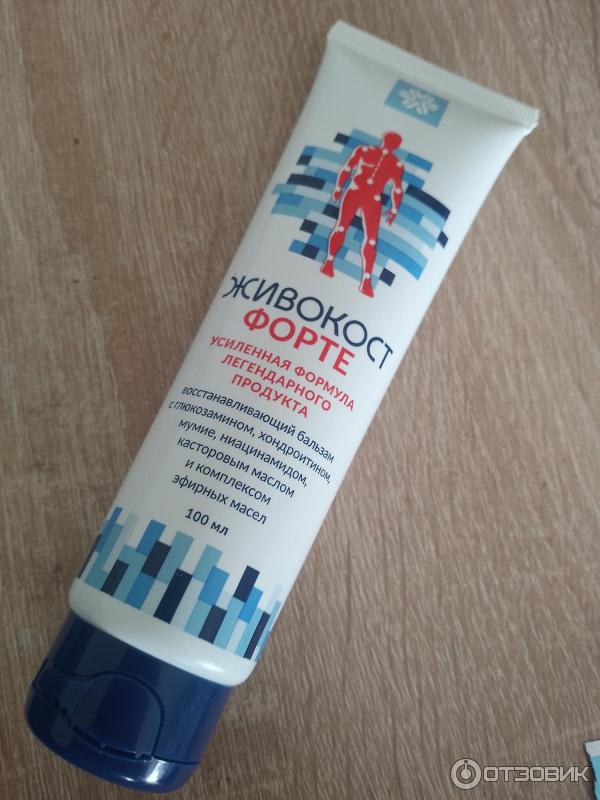 ЖИВОКОСТ
ФОРТЕ
УСИЛЕННАЯ ФОРМУЛА
ЛЕГЕНДАРНОГО
ПРОДУКТА
восстанавливающий бальзам
с глюкозамином, хондроитином,
мумие, ниацинамидом,
касторовым маслом
и комплексом
эфирных масел
100 мл
ОТЗОВИК